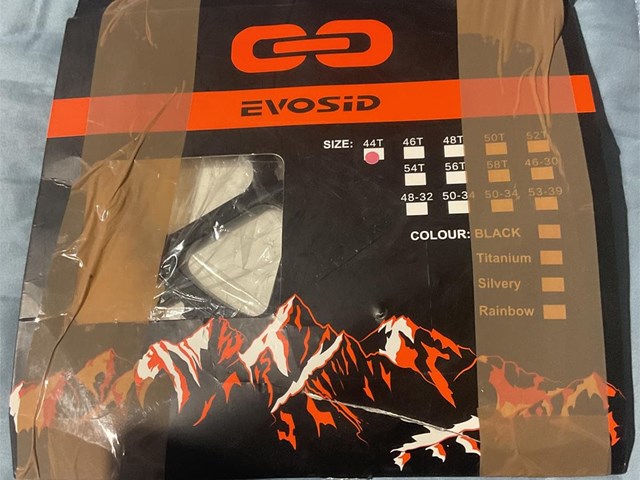 EVOSID
SIZE: 44T 46T 48T 50T 52T
54T 56T 58T 46-30
48-32 50-34 50-34 53-39
COLOUR: BLACK
Titanium
Silvery
Rainbow